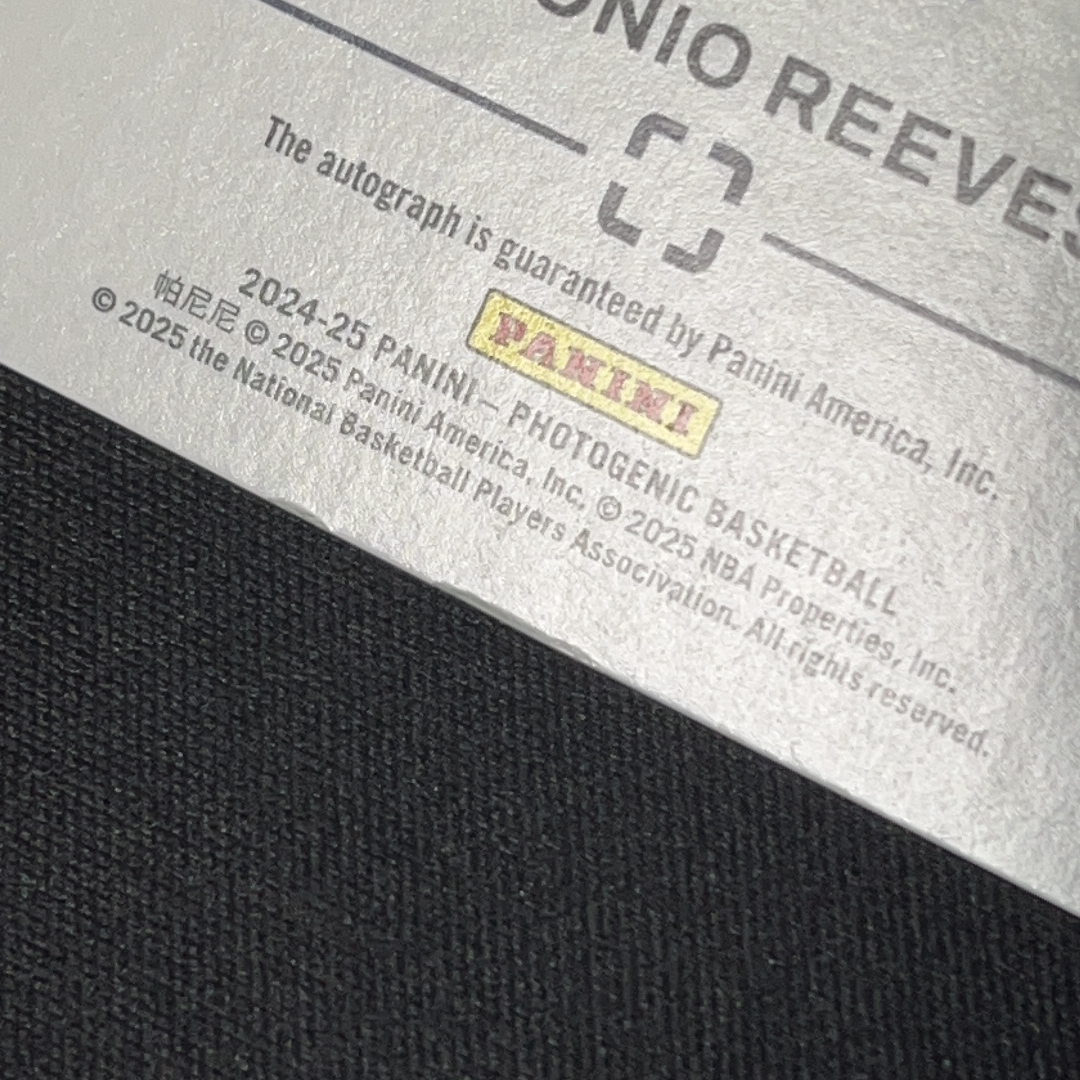 ONIO REEVES
The autograph is guaranteed by Panini America, Inc.
PANINI
2024-25 PANINI – PHOTOGENIC BASKETBALL
帕尼尼 © 2025 Panini America, Inc. © 2025 NBA Properties, Inc.
© 2025 the National Basketball Players Associvation. All rights reserved.